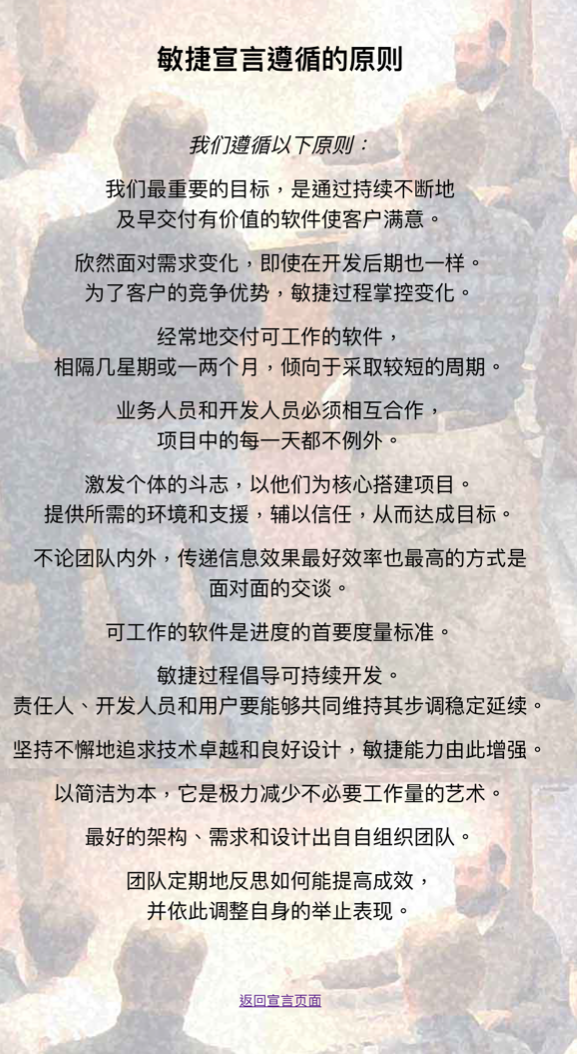 敏捷宣言遵循的原则
我们遵循以下原则：
我们最重要的目标，是通过持续不断地
及早交付有价值的软件使客户满意。
欣然面对需求变化，即使在开发后期也一样。
为了客户的竞争优势，敏捷过程掌控变化。
经常地交付可工作的软件，
相隔几星期或一两个月，倾向于采取较短的周期。
业务人员和开发人员必须相互合作，
项目中的每一天都不例外。
激发个体的斗志，以他们为核心搭建项目。
提供所需的环境和支援，辅以信任，从而达成目标。
不论团队内外，传递信息效果最好效率也最高的方式是
面对面的交谈。
可工作的软件是进度的首要度量标准。
敏捷过程倡导可持续开发。
责任人、开发人员和用户要能够共同维持其步调稳定延续。
坚持不懈地追求技术卓越和良好设计，敏捷能力由此增强。
以简洁为本，它是极力减少不必要工作量的艺术。
最好的架构、需求和设计出自自组织团队。
团队定期地反思如何能提高成效，
并依此调整自身的举止表现。
返回宣言页面